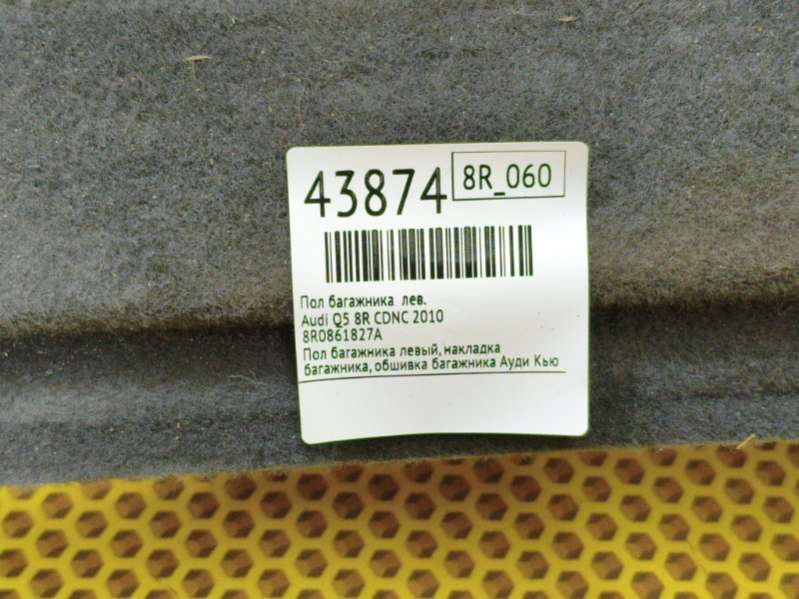 43874 8R_060
Пол багажника лев.
Audi Q5 8R CDNC 2010
8R0861827A
Пол багажника левый, накладка
багажника, обшивка багажника Ауди Кью